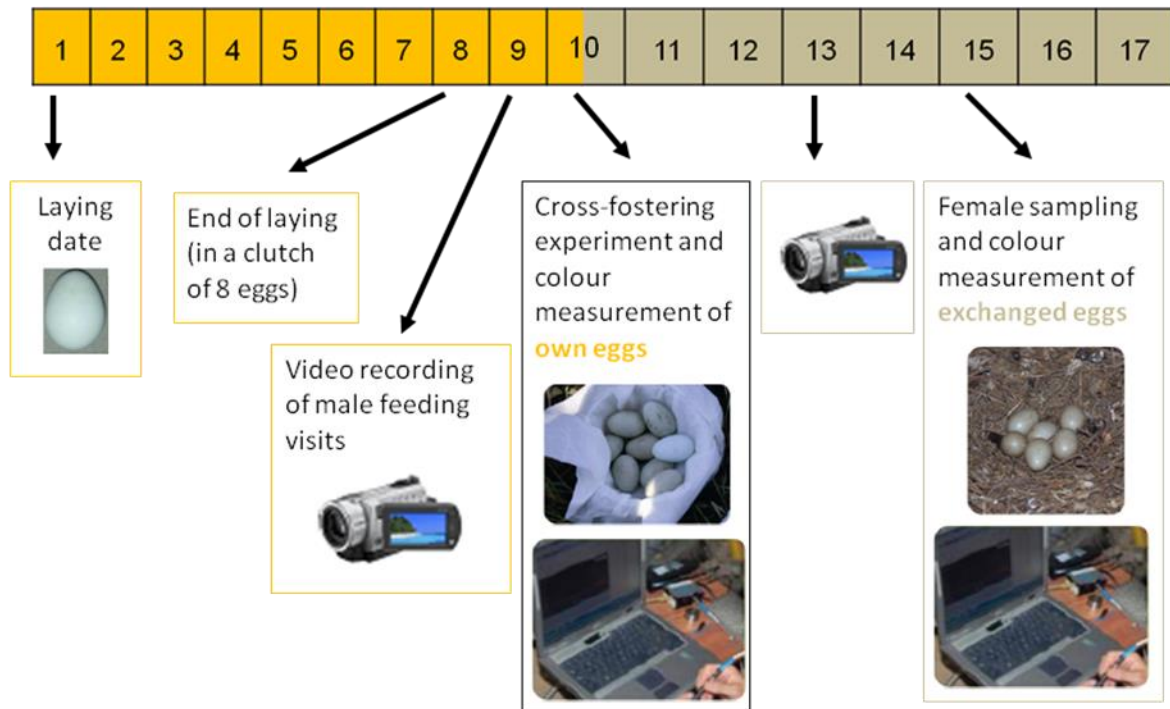 1 2 3 4 5 6 7 8 9 10 11 12 13 14 15 16 17
Laying
date
End of laying
(in a clutch
of 8 eggs)
Video recording
of male feeding
visits
Cross-fostering
experiment and
colour
measurement of
own eggs
Female sampling
and colour
measurement of
exchanged eggs